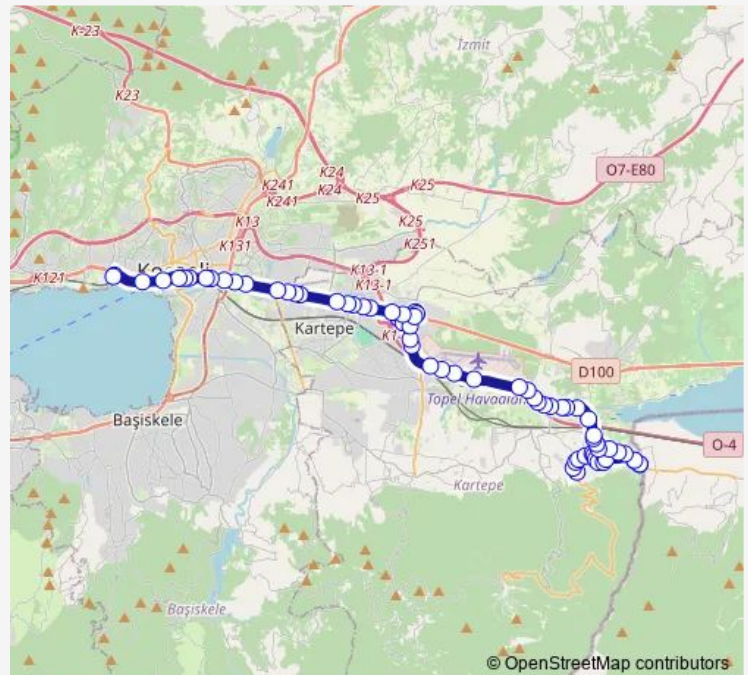 K-23
İzmit
K23
K24
K241
K24
K25
K25
O7-E80
K241
K13
K25
K131
K251
K13-1
K121
K13-1
Kartepe
D100
Topel Havaalan
Başiskele
O-4
Kartepe
Başiskele
© OpenStreetMap contributors